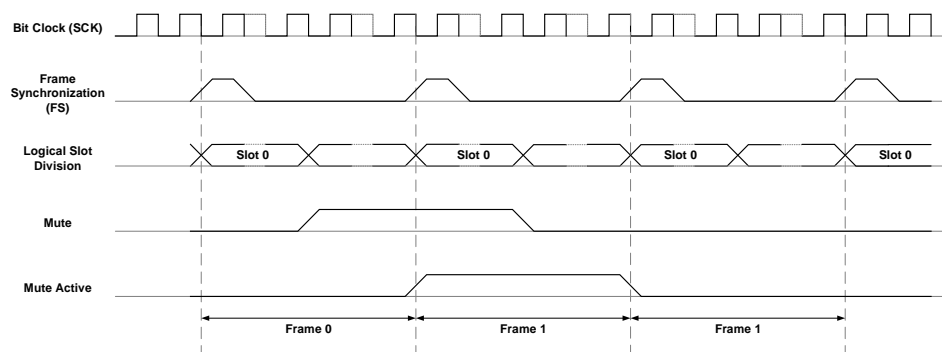 Bit Clock (SCK)
Frame
Synchronization
(FS)
Logical Slot
Division
Slot 0
Slot 0
Slot 0
Slot 0
Mute
Mute Active
Frame 0
Frame 1
Frame 1